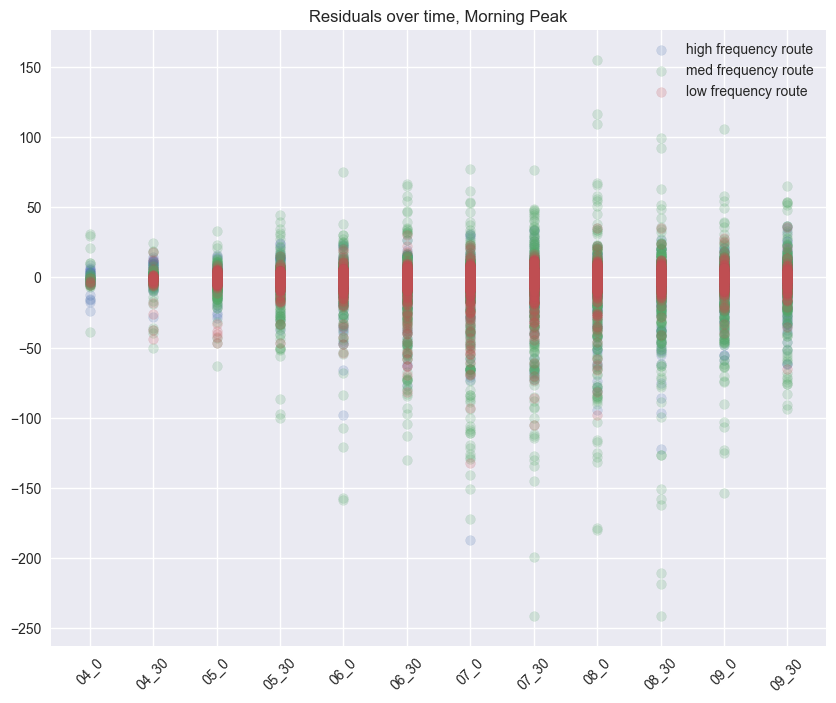 Residuals over time, Morning Peak
high frequency route
med frequency route
low frequency route
150
100
50
0
−50
−100
−150
−200
−250
04_0 04_30 05_0 05_30 06_0 06_30 07_0 07_30 08_0 08_30 09_0 09_30